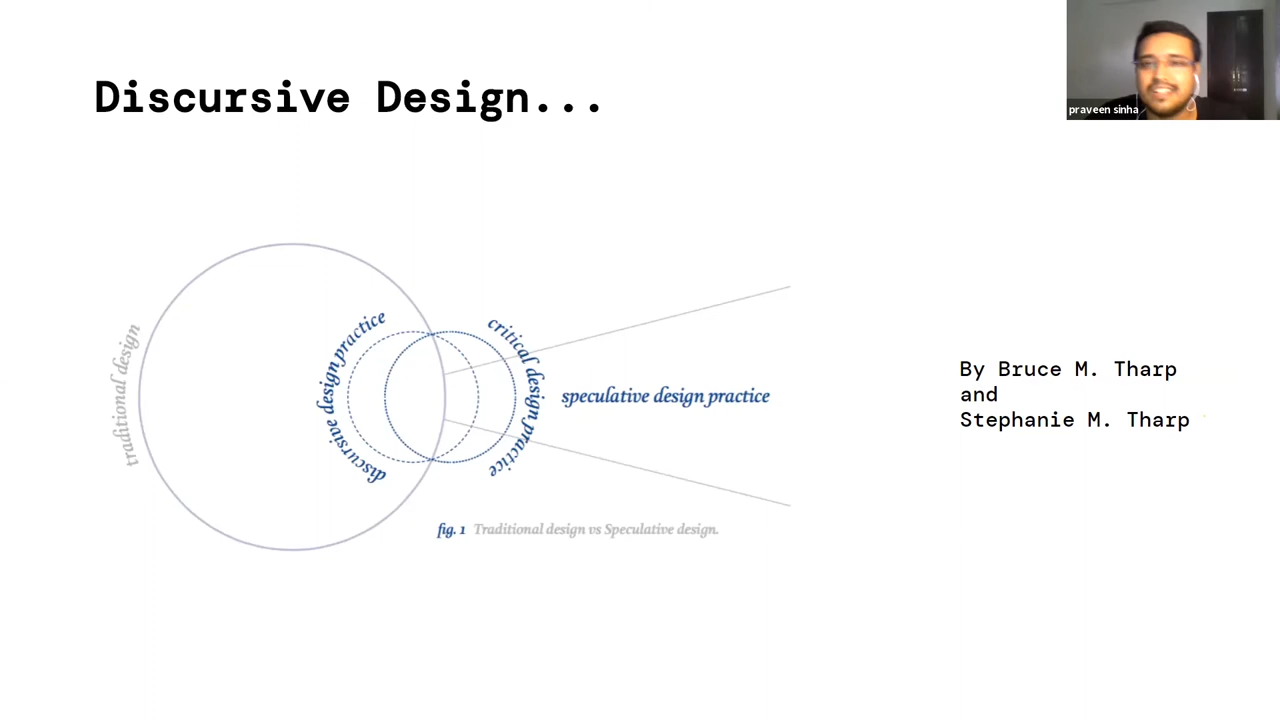 Discursive Design...
praveen sinha
traditional design
discursive design practice
critical design practice
speculative design practice
By Bruce M. Tharp
and
Stephanie M. Tharp
fig. 1 Traditional design vs Speculative design.